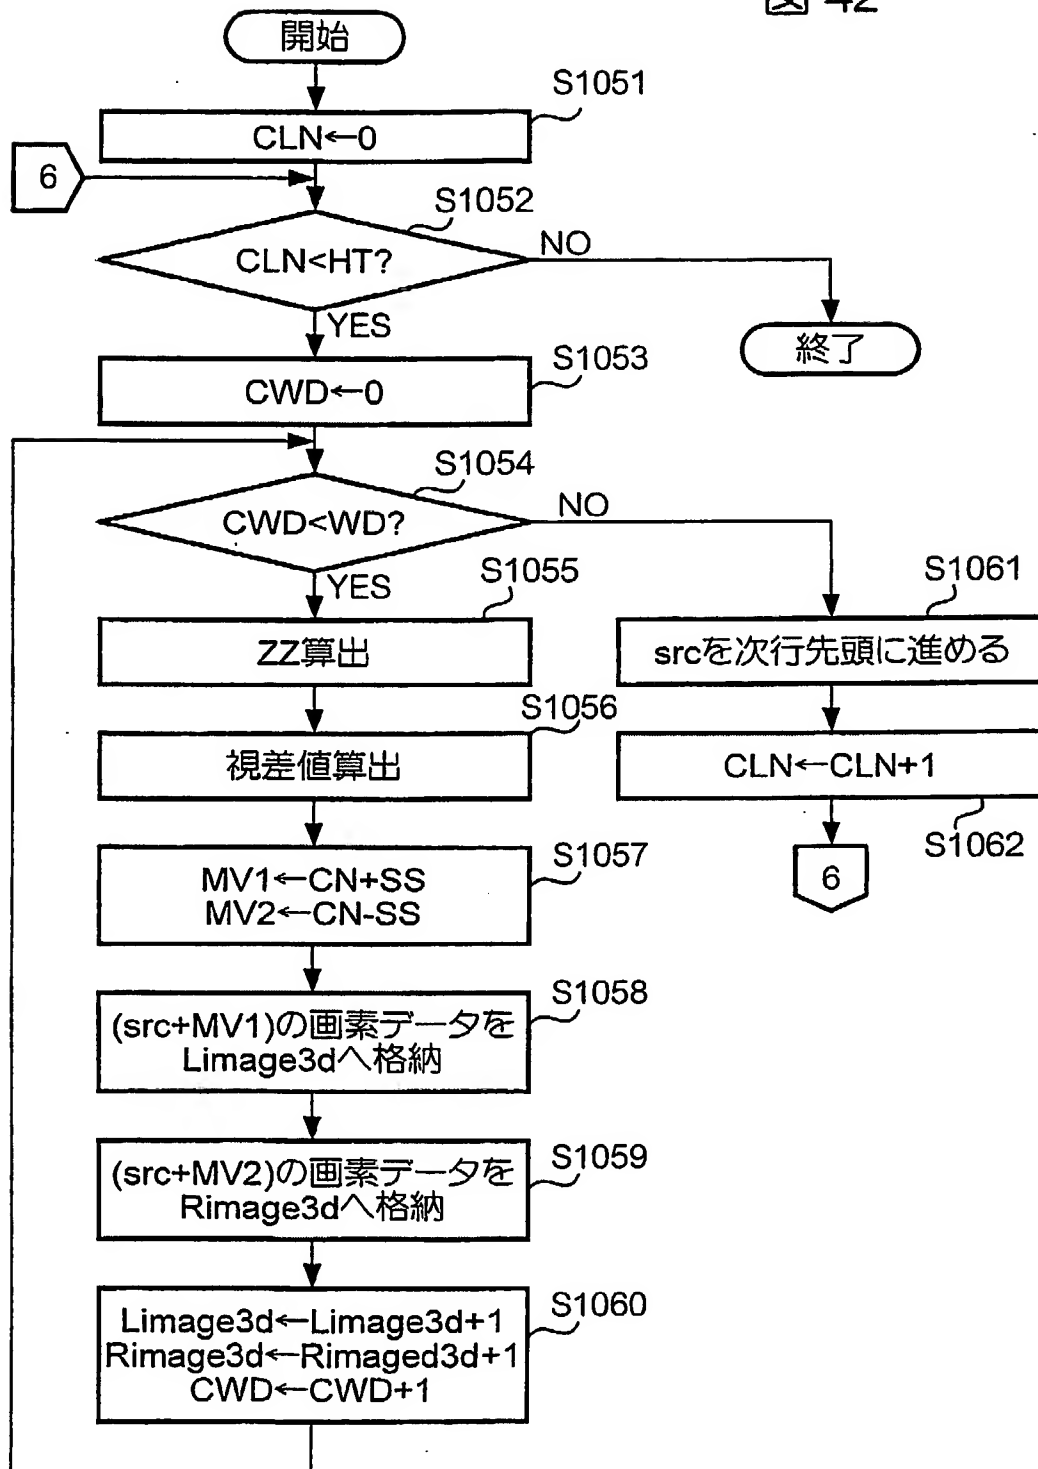 図 42
開始
S1051
CLN←0
6
S1052
CLN<HT?
NO
YES
終了
S1053
CWD←0
S1054
CWD<WD?
NO
YES
S1055
ZZ算出
S1061
srcを次行先頭に進める
S1056
視差値算出
CLN←CLN+1
S1062
6
S1057
MV1←CN+SS
MV2←CN-SS
S1058
(src+MV1)の画素データを
Limage3dへ格納
S1059
(src+MV2)の画素データを
Rimage3dへ格納
S1060
Limage3d←Limage3d+1
Rimage3d←Rimaged3d+1
CWD←CWD+1